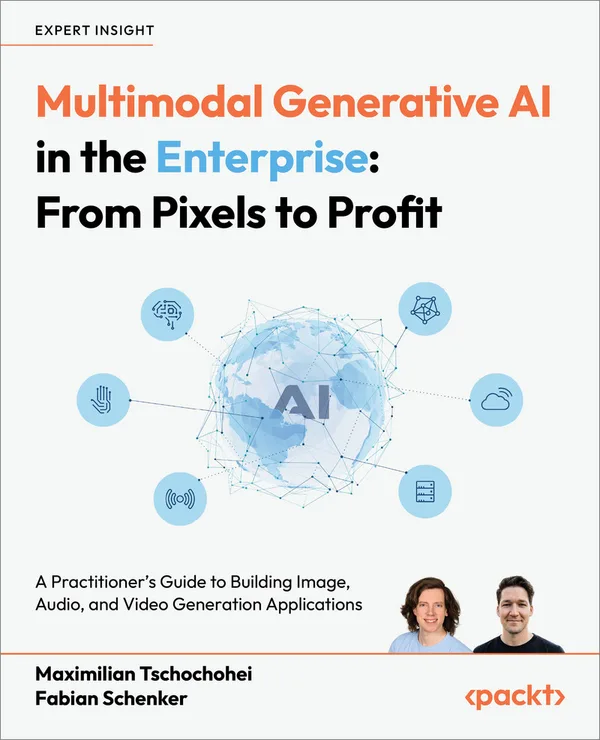 EXPERT INSIGHT
Multimodal Generative AI
in the Enterprise:
From Pixels to Profit
AI
A Practitioner's Guide to Building Image,
Audio, and Video Generation Applications
Maximilian Tschochohei
Fabian Schenker
<packt>